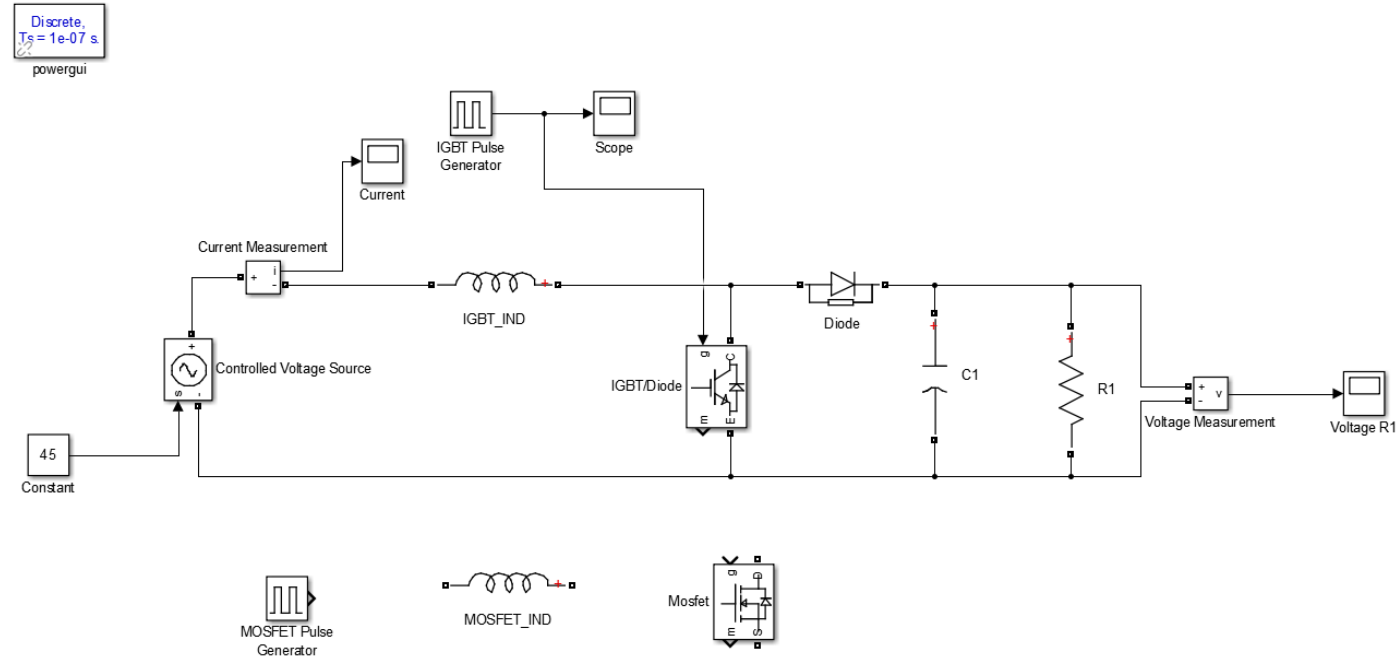 Discrete,
Ts = 1e-07 s.
powergui
IGBT Pulse
Generator
Scope
Current
Current Measurement
i
+
-
IGBT_IND
+
Diode
+
Controlled Voltage Source
s
-
g
C
IGBT/Diode
m
E
+
C1
+
R1
+
-
v
Voltage Measurement
Voltage R1
45
Constant
MOSFET Pulse
Generator
+
MOSFET_IND
g
D
Mosfet
m
S